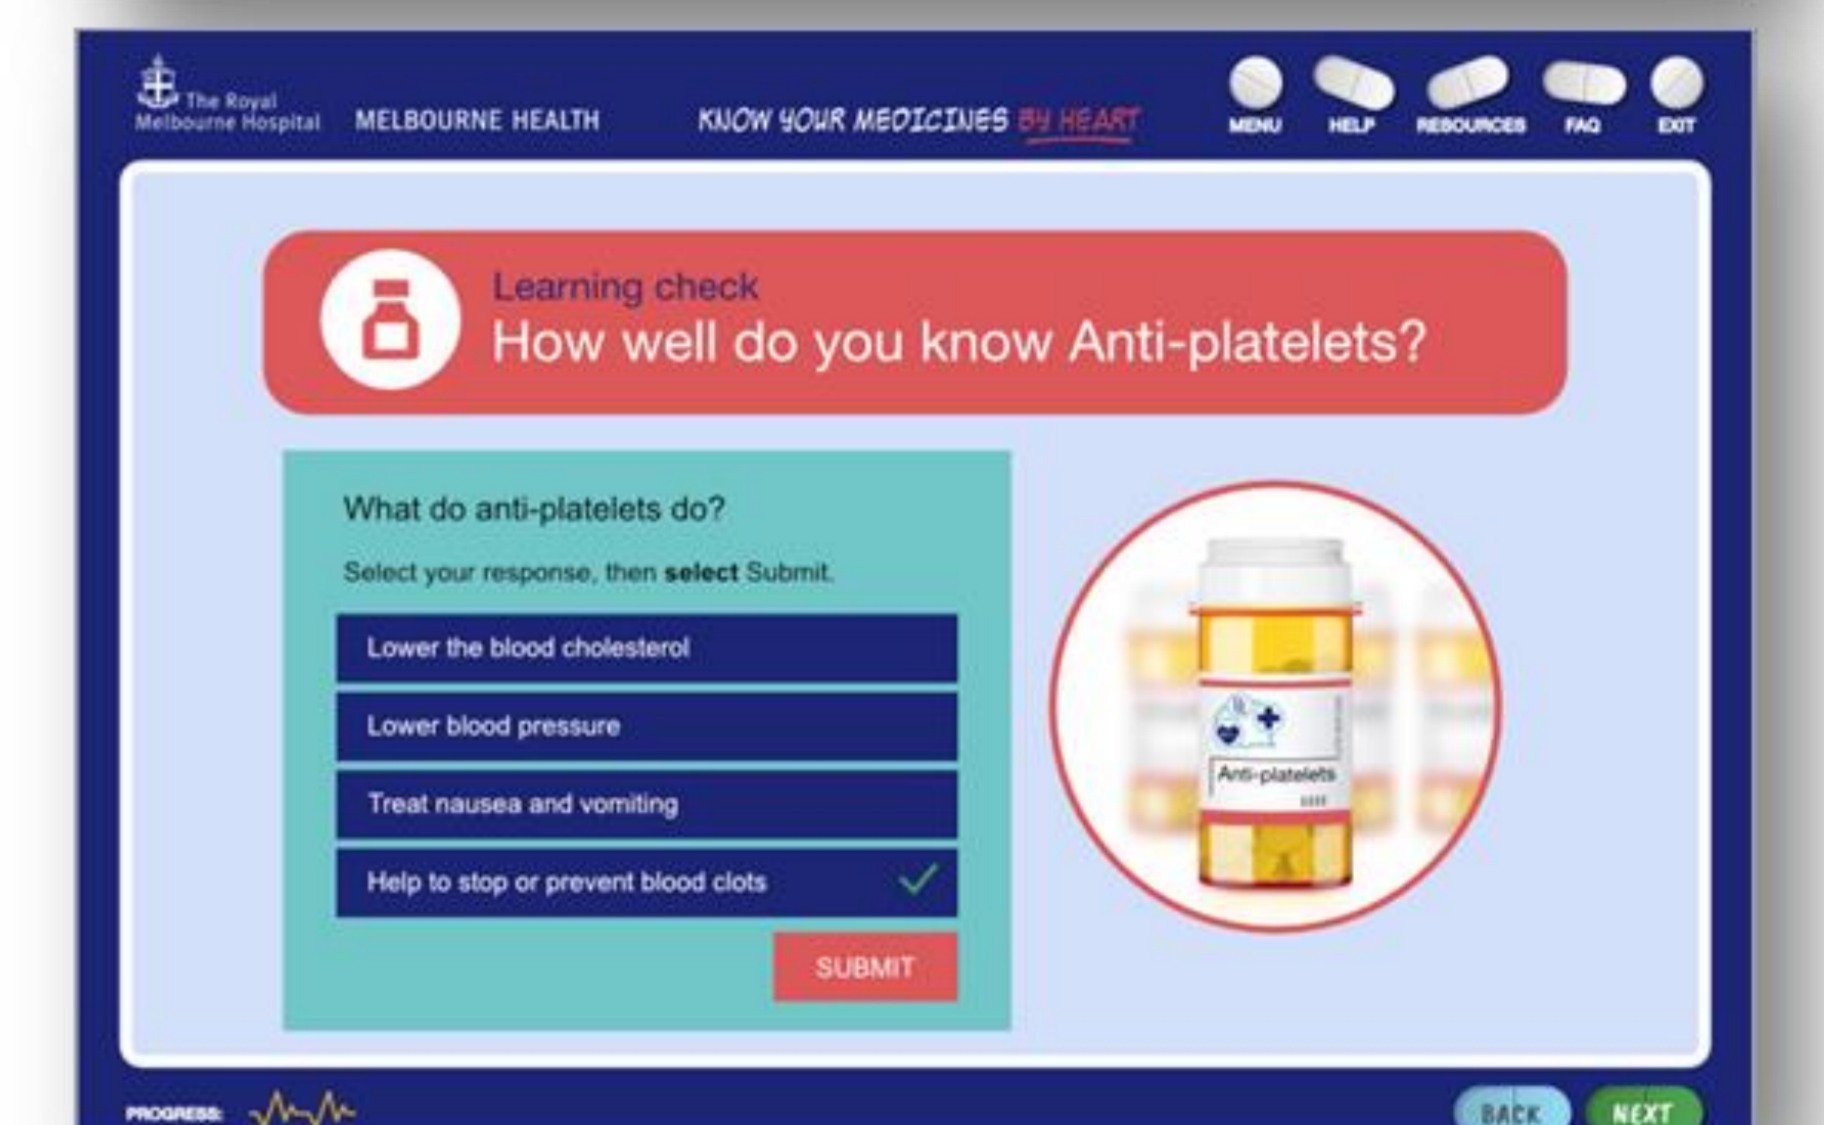 The Royal
Melbourne Hospital
MELBOURNE HEALTH
KNOW YOUR MEDICINES BY HEART
MENU
HELP
RESOURCES
FAQ
EXIT
Learning check
How well do you know Anti-platelets?
What do anti-platelets do?
Select your response, then select Submit.
Lower the blood cholesterol
Lower blood pressure
Treat nausea and vomiting
Help to stop or prevent blood clots
SUBMIT
Anti-platelets
PROGRESS:
BACK
NEXT